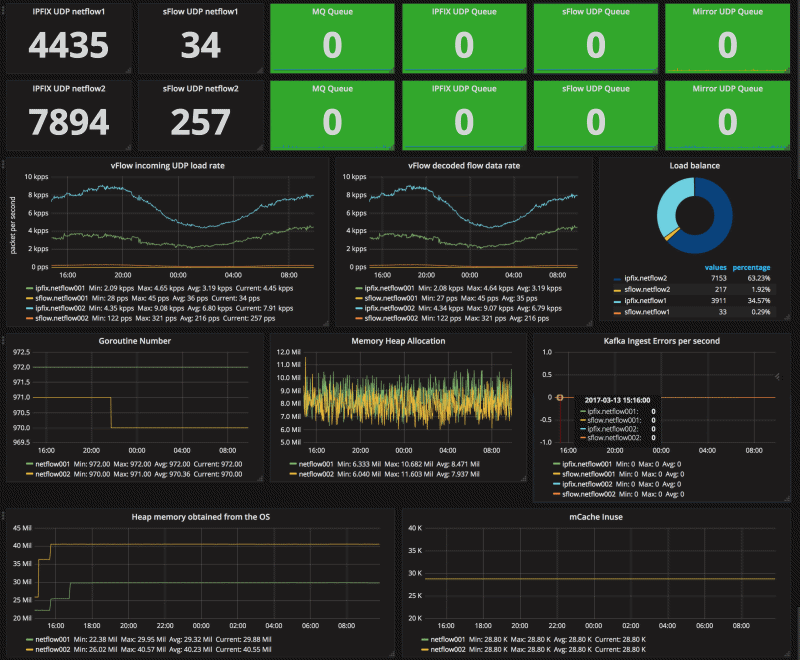 IPFIX UDP netflow1
4435
sFlow UDP netflow1
34
MQ Queue
0
IPFIX UDP Queue
0
sFlow UDP Queue
0
Mirror UDP Queue
0
IPFIX UDP netflow2
7894
sFlow UDP netflow2
257
MQ Queue
0
IPFIX UDP Queue
0
sFlow UDP Queue
0
Mirror UDP Queue
0
vFlow incoming UDP load rate
packet per second
10 kpps
8 kpps
6 kpps
4 kpps
2 kpps
0 pps
16:00 20:00 00:00 04:00 08:00
ipfix.netflow001 Min: 2.09 kpps Max: 4.65 kpps Avg: 3.19 kpps Current: 4.45 kpps
sflow.netflow001 Min: 28 pps Max: 45 pps Avg: 36 pps Current: 34 pps
ipfix.netflow002 Min: 4.35 kpps Max: 9.08 kpps Avg: 6.80 kpps Current: 7.91 kpps
sflow.netflow002 Min: 122 pps Max: 321 pps Avg: 216 pps Current: 257 pps
vFlow decoded flow data rate
10 kpps
8 kpps
6 kpps
4 kpps
2 kpps
0 pps
16:00 20:00 00:00 04:00 08:00
ipfix.netflow001 Min: 2.08 kpps Max: 4.64 kpps Avg: 3.19 kpps
sflow.netflow001 Min: 27 pps Max: 45 pps Avg: 35 pps
ipfix.netflow002 Min: 4.34 kpps Max: 9.07 kpps Avg: 6.79 kpps
sflow.netflow002 Min: 122 pps Max: 321 pps Avg: 216 pps
Load balance
values percentage
ipfix.netflow2 7153 63.23%
sflow.netflow2 217 1.92%
ipfix.netflow1 3911 34.57%
sflow.netflow1 33 0.29%
Goroutine Number
972.5
972.0
971.5
971.0
970.5
970.0
969.5
16:00 20:00 00:00 04:00 08:00
netflow001 Min: 972.00 Max: 972.00 Avg: 972.00 Current: 972.00
netflow002 Min: 970.00 Max: 971.00 Avg: 970.36 Current: 970.00
Memory Heap Allocation
12.0 Mil
11.0 Mil
10.0 Mil
9.0 Mil
8.0 Mil
7.0 Mil
6.0 Mil
5.0 Mil
16:00 20:00 00:00 04:00 08:00
netflow001 Min: 6.333 Mil Max: 10.682 Mil Avg: 8.471 Mil
netflow002 Min: 6.040 Mil Max: 11.603 Mil Avg: 7.937 Mil
Kafka Ingest Errors per second
1.0
0.5
0
-0.5
-1.0
2017-03-13 15:16:00
ipfix.netflow001: 0
sflow.netflow001: 0
ipfix.netflow002: 0
sflow.netflow002: 0
16:00 20:00 00:00 04:00 08:00
ipfix.netflow001 Min: 0 Max: 0 Avg: 0
sflow.netflow001 Min: 0 Max: 0 Avg: 0
ipfix.netflow002 Min: 0 Max: 0 Avg: 0
sflow.netflow002 Min: 0 Max: 0 Avg: 0
Heap memory obtained from the OS
45 Mil
40 Mil
35 Mil
30 Mil
25 Mil
20 Mil
16:00 18:00 20:00 22:00 00:00 02:00 04:00 06:00 08:00
netflow001 Min: 22.38 Mil Max: 29.95 Mil Avg: 29.32 Mil Current: 29.88 Mil
netflow002 Min: 26.02 Mil Max: 40.57 Mil Avg: 40.23 Mil Current: 40.55 Mil
mCache Inuse
40 K
35 K
30 K
25 K
20 K
16:00 18:00 20:00 22:00 00:00 02:00 04:00 06:00 08:00
netflow001 Min: 28.80 K Max: 28.80 K Avg: 28.80 K Current: 28.80 K
netflow002 Min: 28.80 K Max: 28.80 K Avg: 28.80 K Current: 28.80 K